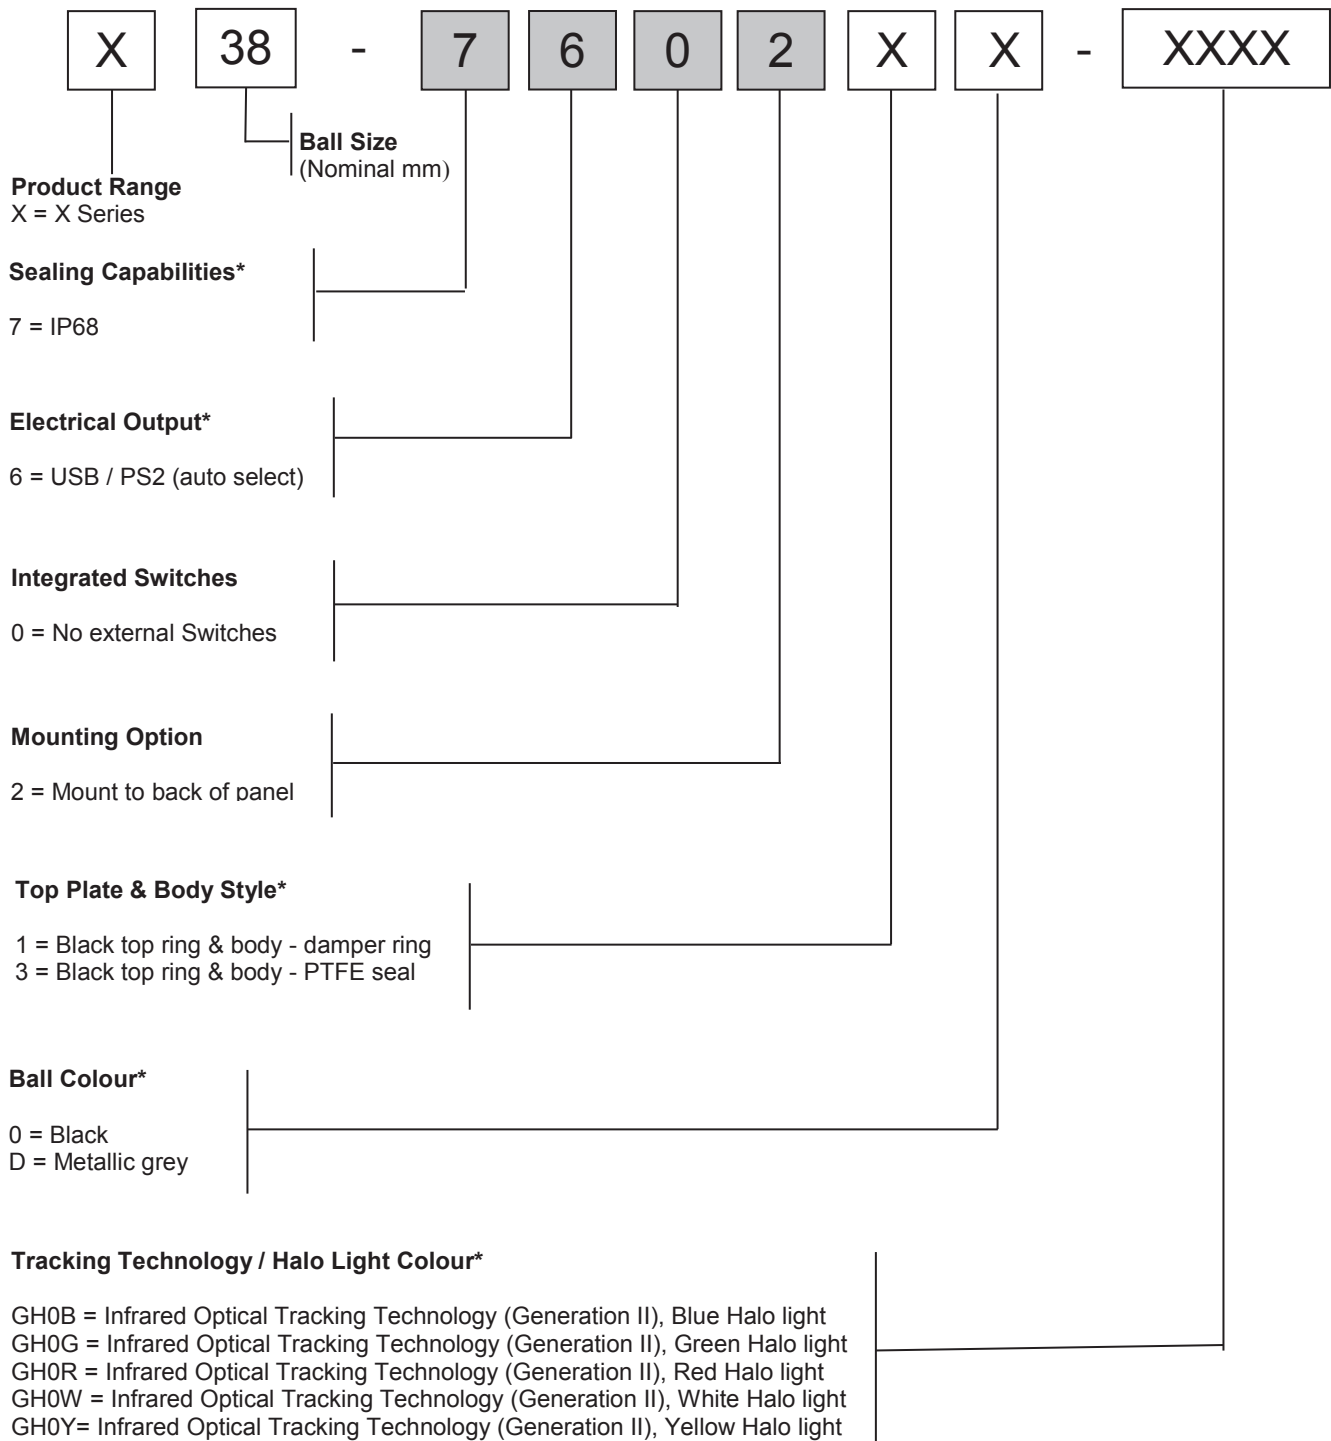 X 38 - 7 6 0 2 X X - XXXX
Ball Size
(Nominal mm)
Product Range
X = X Series
Sealing Capabilities*
7 = IP68
Electrical Output*
6 = USB / PS2 (auto select)
Integrated Switches
0 = No external Switches
Mounting Option
2 = Mount to back of panel
Top Plate & Body Style*
1 = Black top ring & body - damper ring
3 = Black top ring & body - PTFE seal
Ball Colour*
0 = Black
D = Metallic grey
Tracking Technology / Halo Light Colour*
GH0B = Infrared Optical Tracking Technology (Generation II), Blue Halo light
GH0G = Infrared Optical Tracking Technology (Generation II), Green Halo light
GH0R = Infrared Optical Tracking Technology (Generation II), Red Halo light
GH0W = Infrared Optical Tracking Technology (Generation II), White Halo light
GH0Y= Infrared Optical Tracking Technology (Generation II), Yellow Halo light